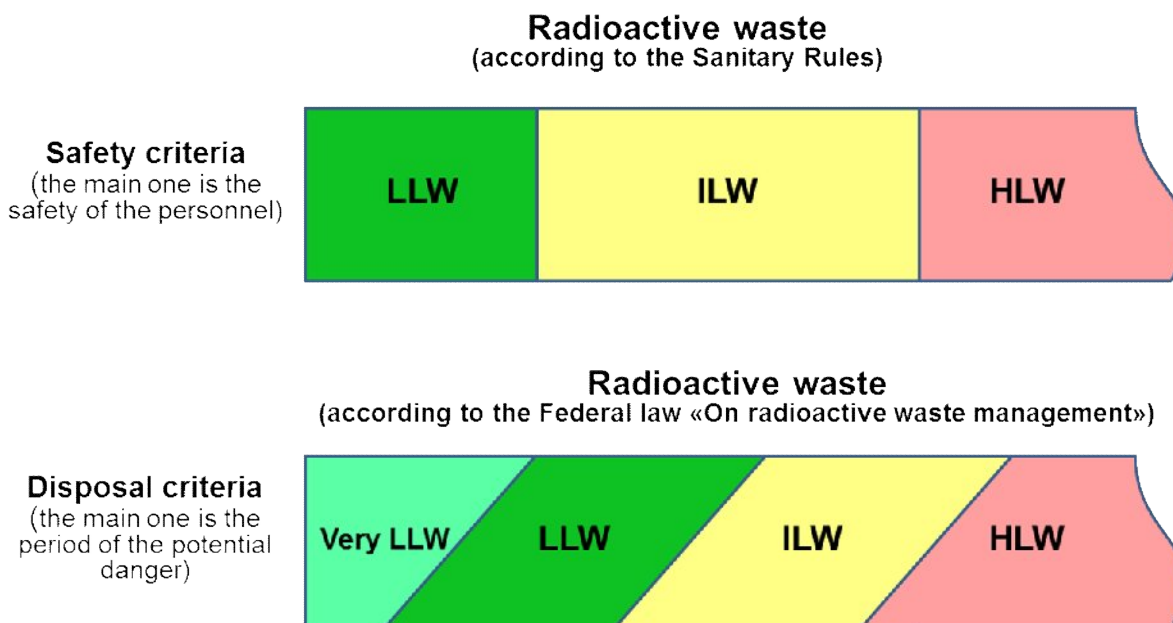 Radioactive waste
(according to the Sanitary Rules)
Safety criteria
(the main one is the
safety of the personnel)
LLW
ILW
HLW
Radioactive waste
(according to the Federal law «On radioactive waste management»)
Disposal criteria
(the main one is the
period of the potential
danger)
Very LLW
LLW
ILW
HLW